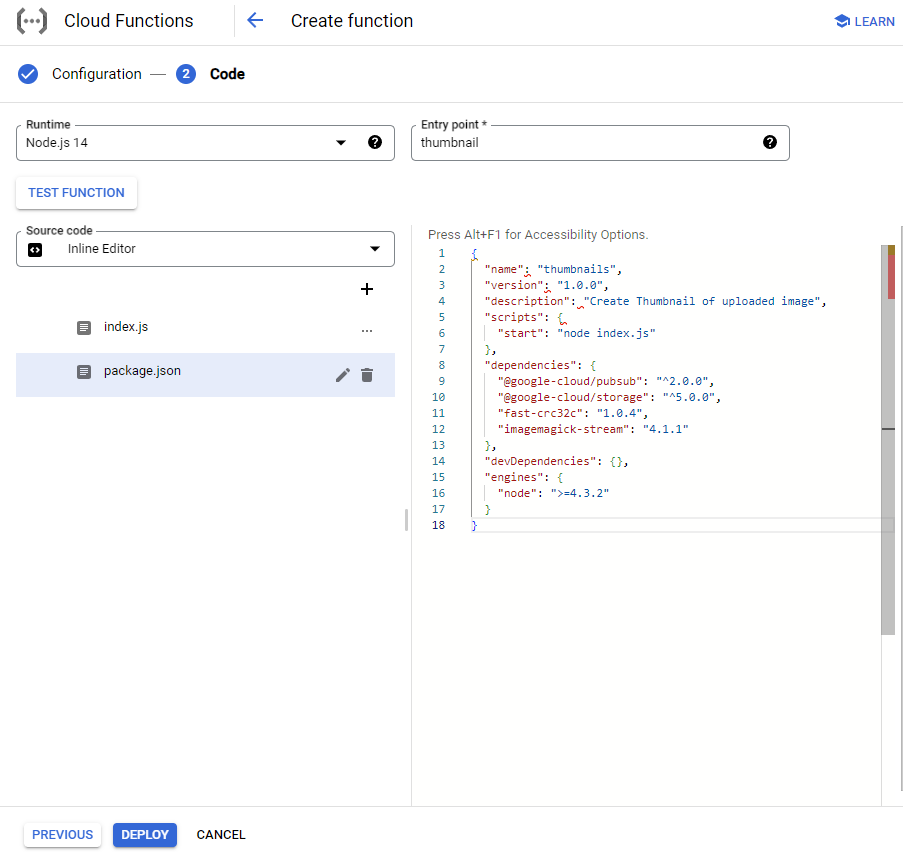 Cloud Functions
Create function
LEARN
Configuration — 2 Code
Runtime
Node.js 14
Entry point *
thumbnail
TEST FUNCTION
Source code
Inline Editor
index.js
...
package.json
Press Alt+F1 for Accessibility Options.
1 {
2 "name": "thumbnails",
3 "version": "1.0.0",
4 "description": "Create Thumbnail of uploaded image",
5 "scripts": {
6 "start": "node index.js"
7 },
8 "dependencies": {
9 "@google-cloud/pubsub": "^2.0.0",
10 "@google-cloud/storage": "^5.0.0",
11 "fast-crc32c": "1.0.4",
12 "imagemagick-stream": "4.1.1"
13 },
14 "devDependencies": {},
15 "engines": {
16 "node": ">=4.3.2"
17 }
18 }
PREVIOUS
DEPLOY
CANCEL